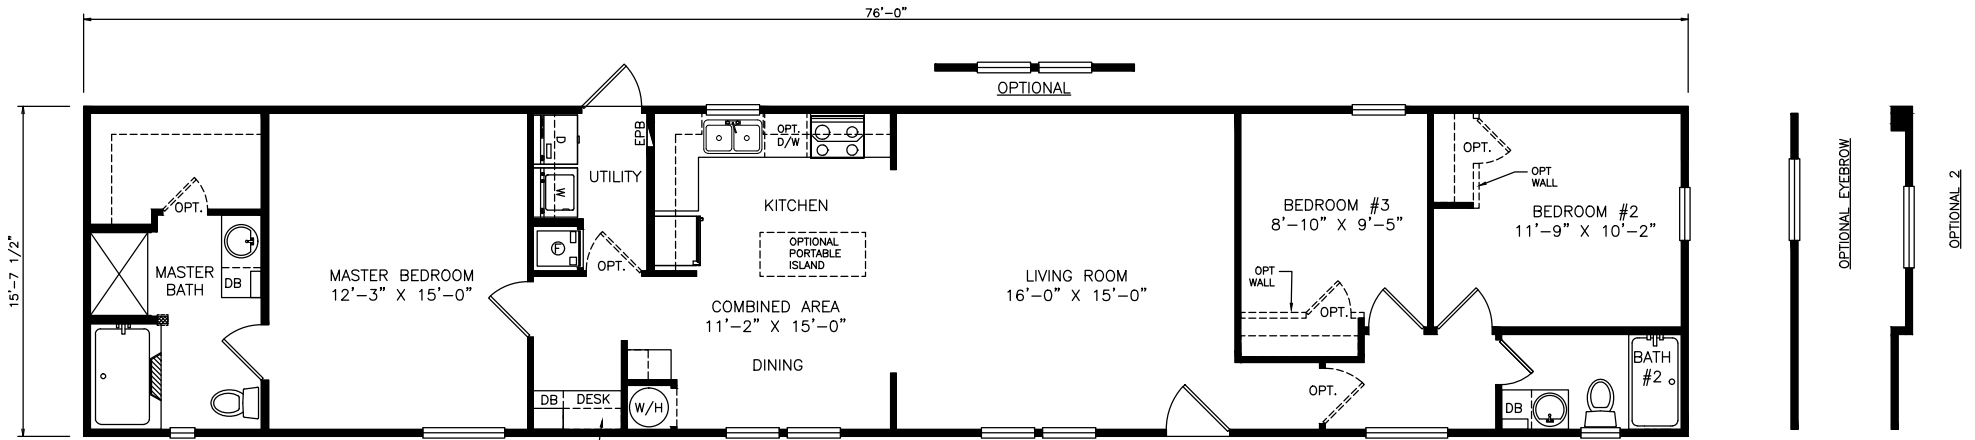 76'-0"
OPTIONAL
15'-7 1/2"
OPT.
MASTER
BATH
DB
MASTER BEDROOM
12'-3" X 15'-0"
D
W
EPB
UTILITY
F
OPT.
DB
DESK
W/H
OPT.
D/W
KITCHEN
OPTIONAL
PORTABLE
ISLAND
COMBINED AREA
11'-2" X 15'-0"
DINING
LIVING ROOM
16'-0" X 15'-0"
BEDROOM #3
8'-10" X 9'-5"
OPT
WALL
OPT.
OPT.
OPT.
OPT
WALL
BEDROOM #2
11'-9" X 10'-2"
BATH
#2
DB
OPTIONAL EYEBROW
OPTIONAL 2